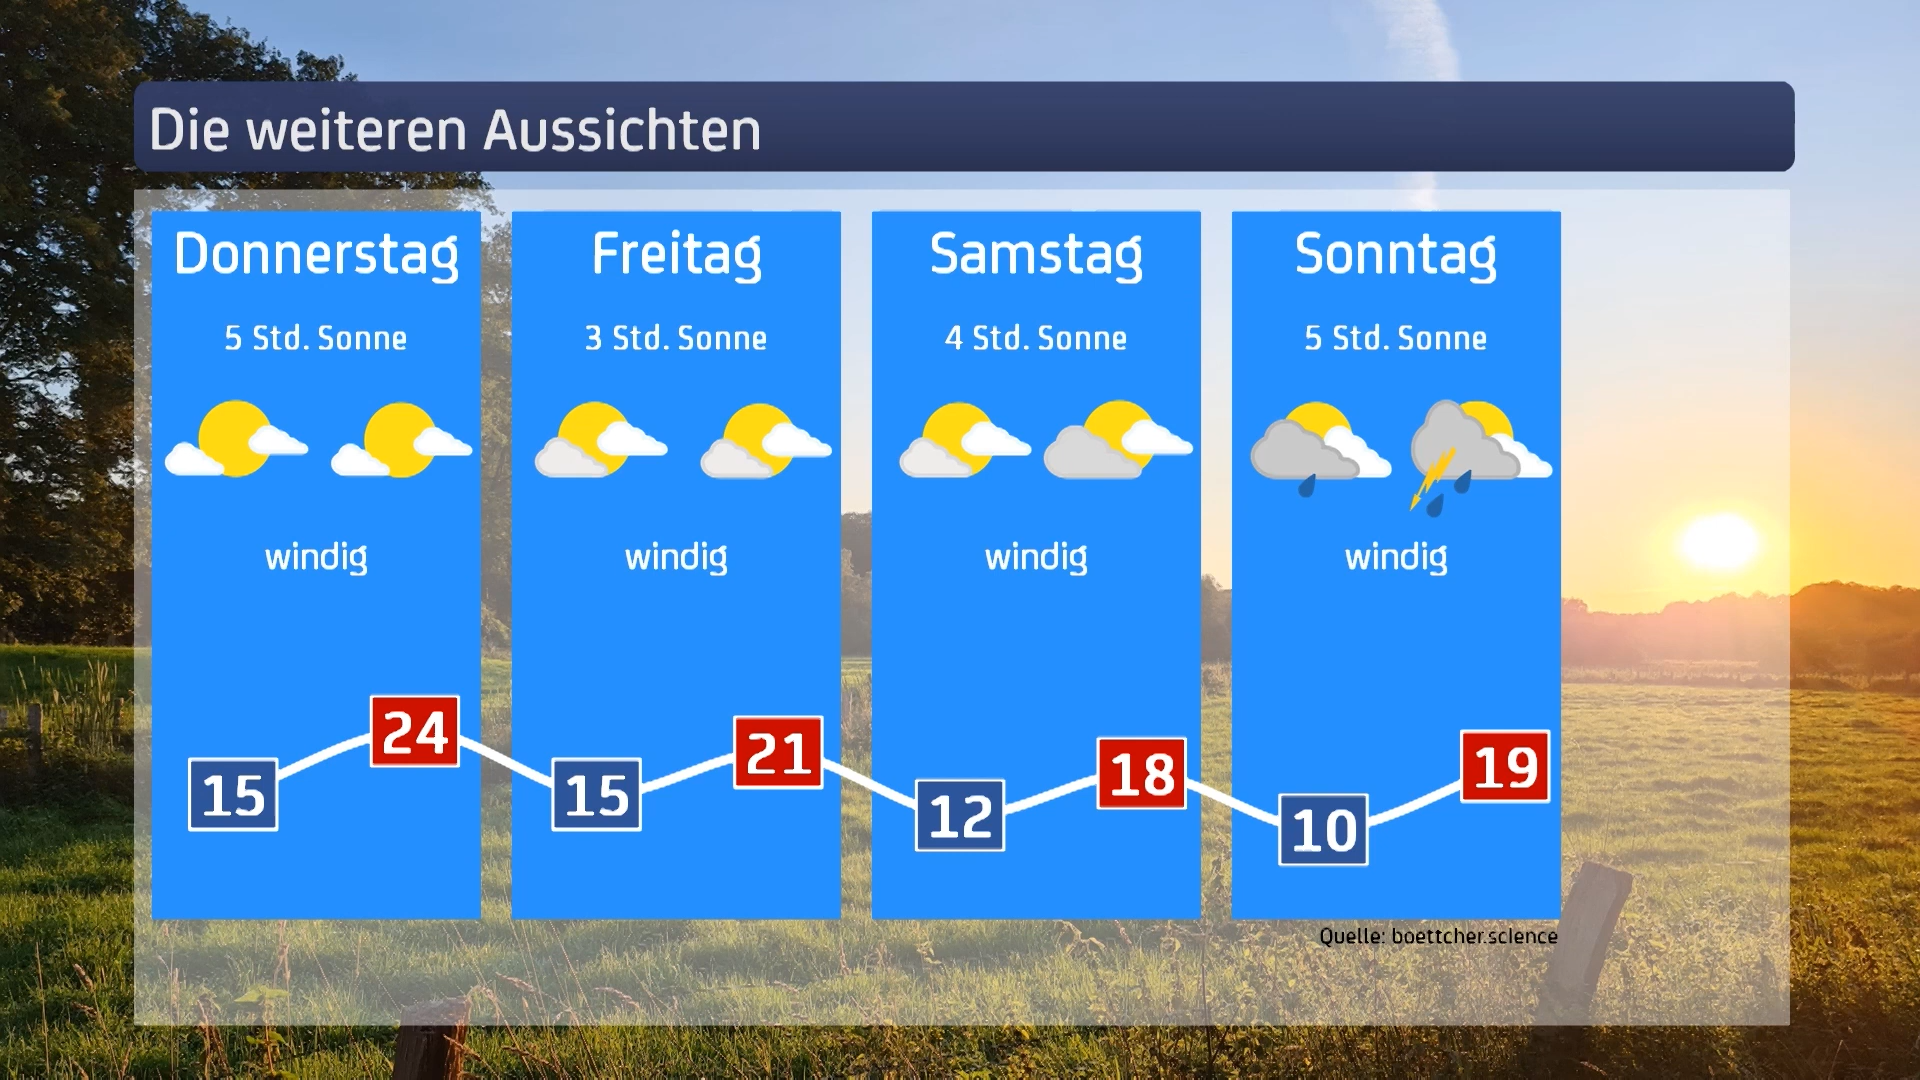 Die weiteren Aussichten
Donnerstag
5 Std. Sonne
windig
15
24
Freitag
3 Std. Sonne
windig
15
21
Samstag
4 Std. Sonne
windig
12
18
Sonntag
5 Std. Sonne
windig
10
19
Quelle: boettcher.science